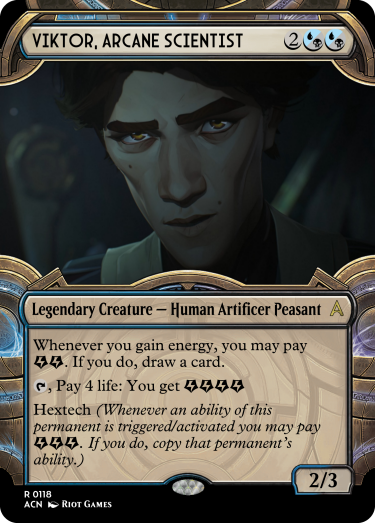 VIKTOR, ARCANE SCIENTIST 2
Legendary Creature — Human Artificer Peasant
Whenever you gain energy, you may pay
. If you do, draw a card.
, Pay 4 life: You get
Hextech (Whenever an ability of this
permanent is triggered/activated you may pay
. If you do, copy that permanent's
ability.)
2/3
R 0118
ACN RIOT GAMES